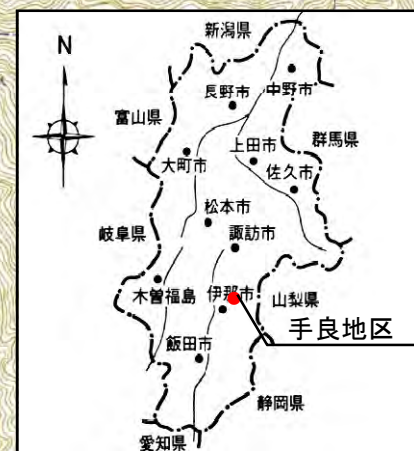 N
新潟県
長野市
中野市
富山県
群馬県
上田市
大町市
佐久市
松本市
岐阜県
諏訪市
木曽福島
伊那市
山梨県
手良地区
飯田市
静岡県
愛知県